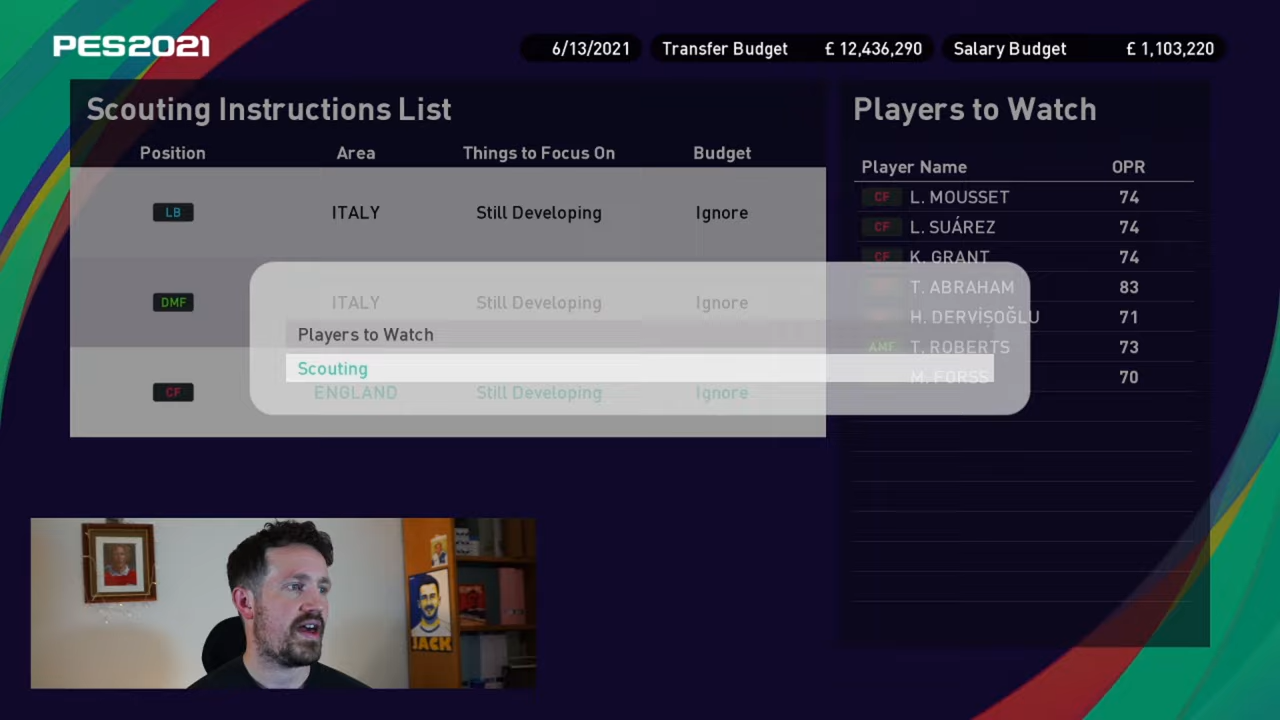 PES2021
6/13/2021 Transfer Budget £ 12,436,290 Salary Budget £ 1,103,220
Scouting Instructions List
Position Area Things to Focus On Budget
LB ITALY Still Developing Ignore
DMF ITALY Still Developing Ignore
CF ENGLAND Still Developing Ignore
Players to Watch
Scouting
Players to Watch
Player Name OPR
CF L. MOUSSET 74
CF L. SUÁREZ 74
CF K. GRANT 74
T. ABRAHAM 83
H. DERVİSOĞLU 71
AMF T. ROBERTS 73
M. FORSS 70
JACK